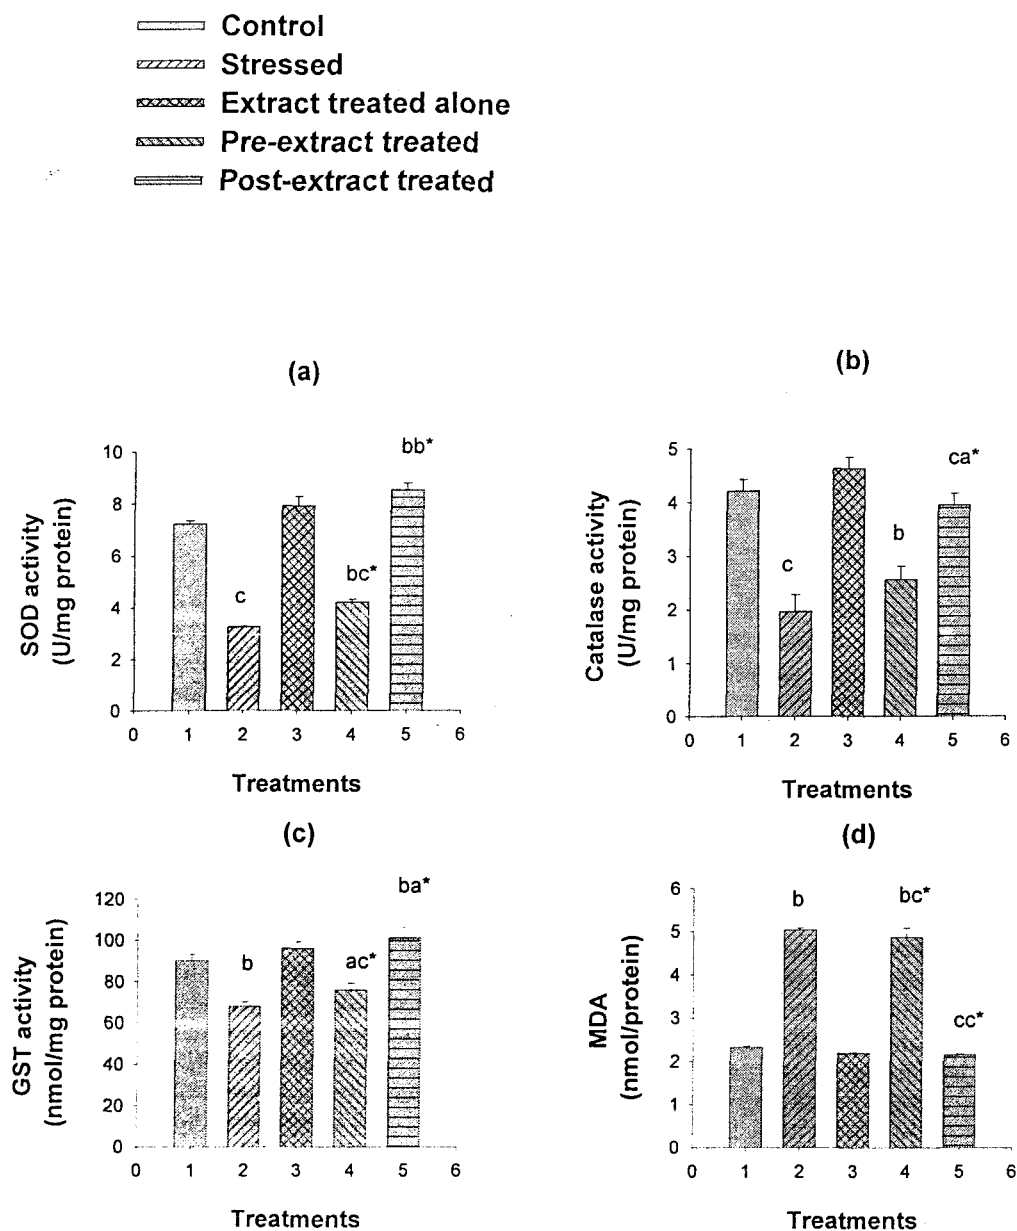 Control
Stressed
Extract treated alone
Pre-extract treated
Post-extract treated
(a)
SOD activity
(U/mg protein)
10
8
6
4
2
0
c
bc*
bb*
0 1 2 3 4 5 6
Treatments
(b)
Catalase activity
(U/mg protein)
5
4
3
2
1
0
c
b
ca*
0 1 2 3 4 5 6
Treatments
(c)
GST activity
(nmol/mg protein)
120
100
80
60
40
20
0
b
ac*
ba*
0 1 2 3 4 5 6
Treatments
(d)
MDA
(nmol/protein)
6
5
4
3
2
1
0
b
bc*
cc*
0 1 2 3 4 5 6
Treatments